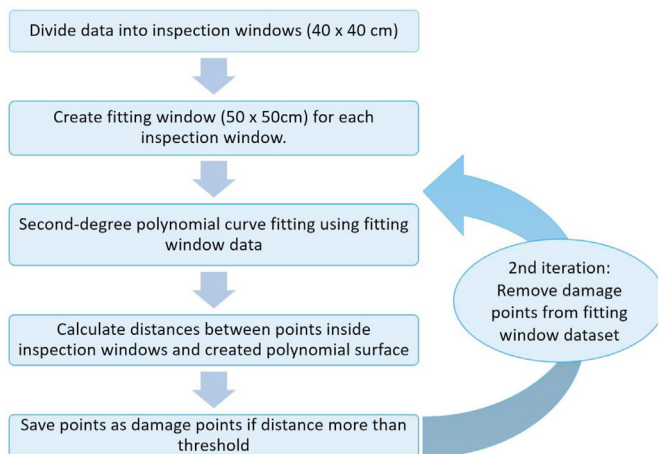 Divide data into inspection windows (40 x 40 cm)
Create fitting window (50 x 50cm) for each
inspection window.
Second-degree polynomial curve fitting using fitting
window data
2nd iteration:
Remove damage
points from fitting
window dataset
Calculate distances between points inside
inspection windows and created polynomial surface
Save points as damage points if distance more than
threshold